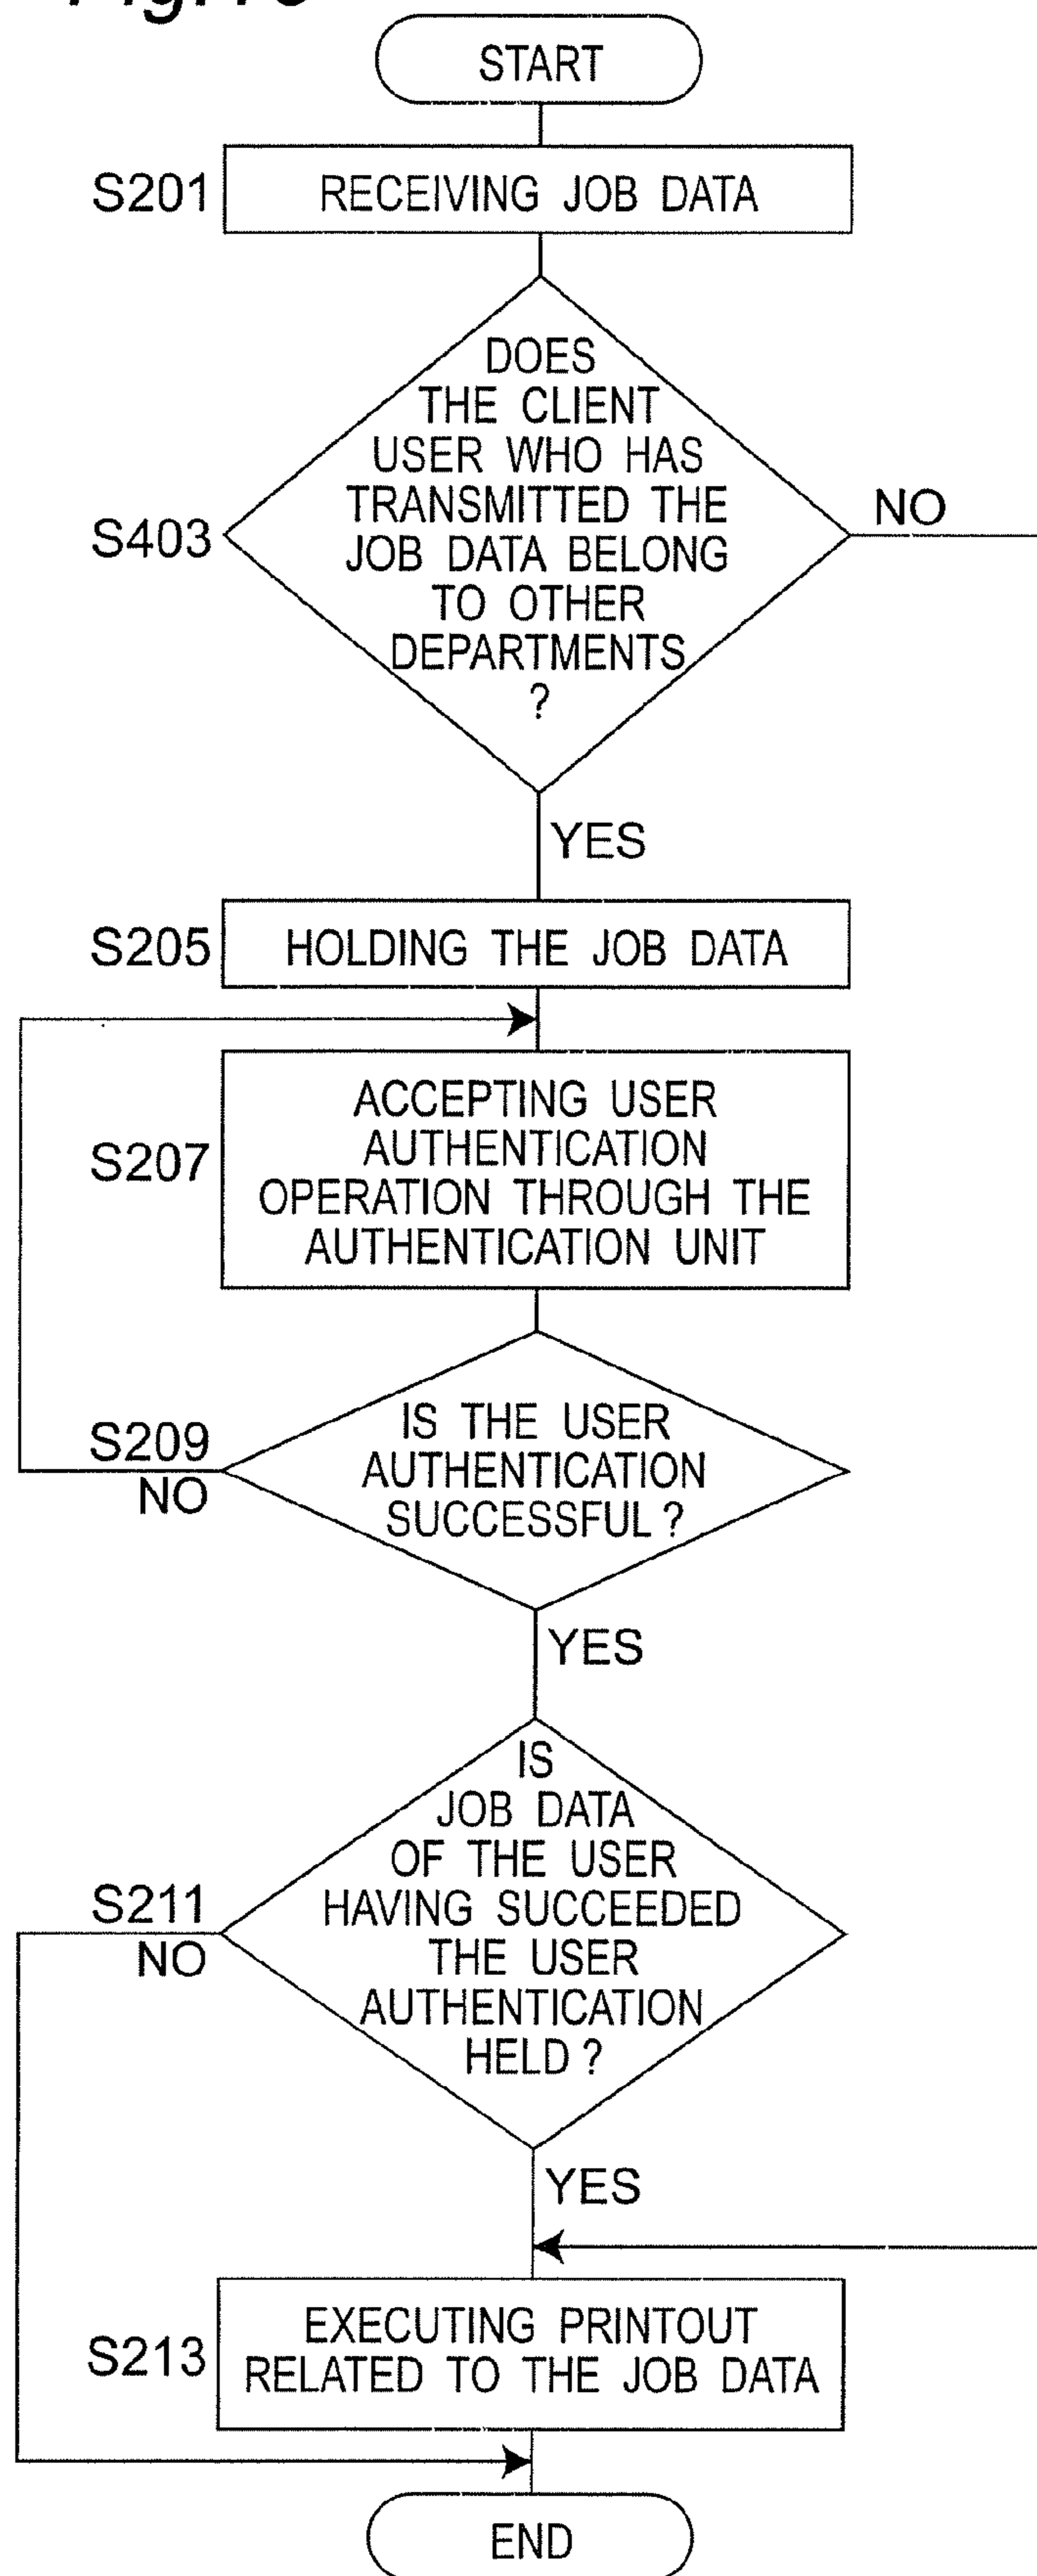 START
S201
RECEIVING JOB DATA
DOES
THE CLIENT
USER WHO HAS
TRANSMITTED THE
JOB DATA BELONG
TO OTHER
DEPARTMENTS
?
S403
NO
YES
S205
HOLDING THE JOB DATA
S207
ACCEPTING USER
AUTHENTICATION
OPERATION THROUGH THE
AUTHENTICATION UNIT
S209
NO
IS THE USER
AUTHENTICATION
SUCCESSFUL ?
YES
S211
NO
IS
JOB DATA
OF THE USER
HAVING SUCCEEDED
THE USER
AUTHENTICATION
HELD ?
YES
S213
EXECUTING PRINTOUT
RELATED TO THE JOB DATA
END